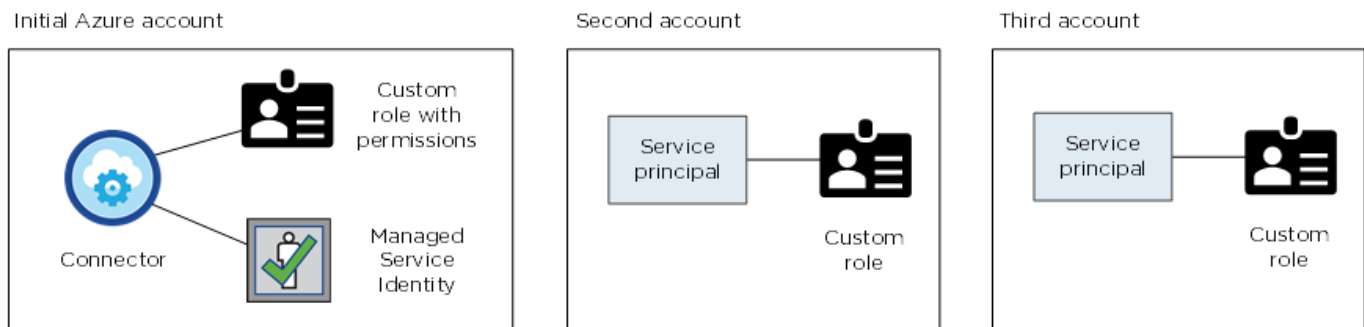 Initial Azure account
Custom
role with
permissions
Connector
Managed
Service
Identity
Second account
Service
principal
Custom
role
Third account
Service
principal
Custom
role